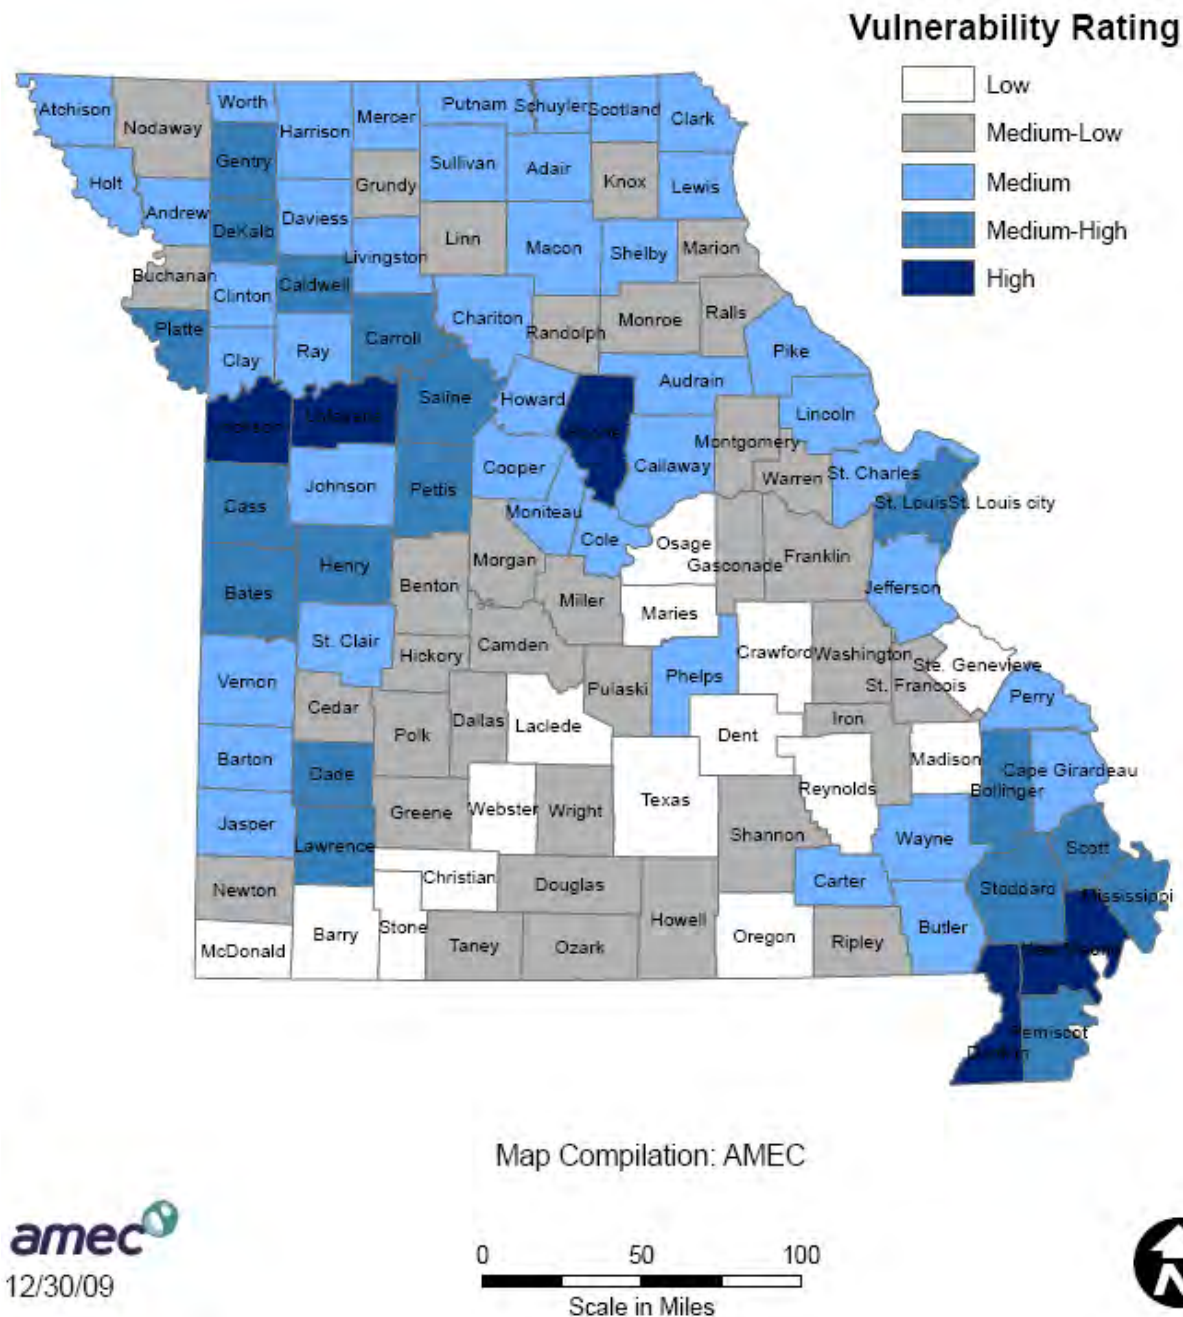 Vulnerability Rating
Low
Medium-Low
Medium
Medium-High
High
Atchison
Nodaway
Worth
Harrison
Mercer
Putnam
Schuyler
Scotland
Clark
Gentry
Sullivan
Adair
Knox
Lewis
Holt
Grundy
Andrew
DeKalb
Daviess
Linn
Macon
Shelby
Marion
Livingston
Buchanan
Clinton
Caldwell
Chariton
Randolph
Monroe
Ralls
Platte
Carroll
Pike
Clay
Ray
Audrain
Saline
Howard
Lincoln
Montgomery
Callaway
Cooper
Warren
St. Charles
Johnson
Pettis
Cass
St. Louis
St. Louis city
Moniteau
Cole
Osage
Morgan
Gasconade
Franklin
Henry
Benton
Bates
Miller
Maries
Jefferson
St. Clair
Hickory
Camden
Crawford
Washington
Ste. Genevieve
Vernon
Pulaski
Phelps
St. Francois
Perry
Cedar
Polk
Dallas
Laclede
Dent
Iron
Barton
Dade
Madison
Cape Girardeau
Bollinger
Greene
Webster
Wright
Texas
Reynolds
Jasper
Lawrence
Shannon
Wayne
Scott
Newton
Christian
Douglas
Carter
Stoddard
Mississippi
McDonald
Barry
Stone
Taney
Ozark
Howell
Oregon
Ripley
Butler
Pemiscot
Map Compilation: AMEC
amec
12/30/09
0 50 100
Scale in Miles
N